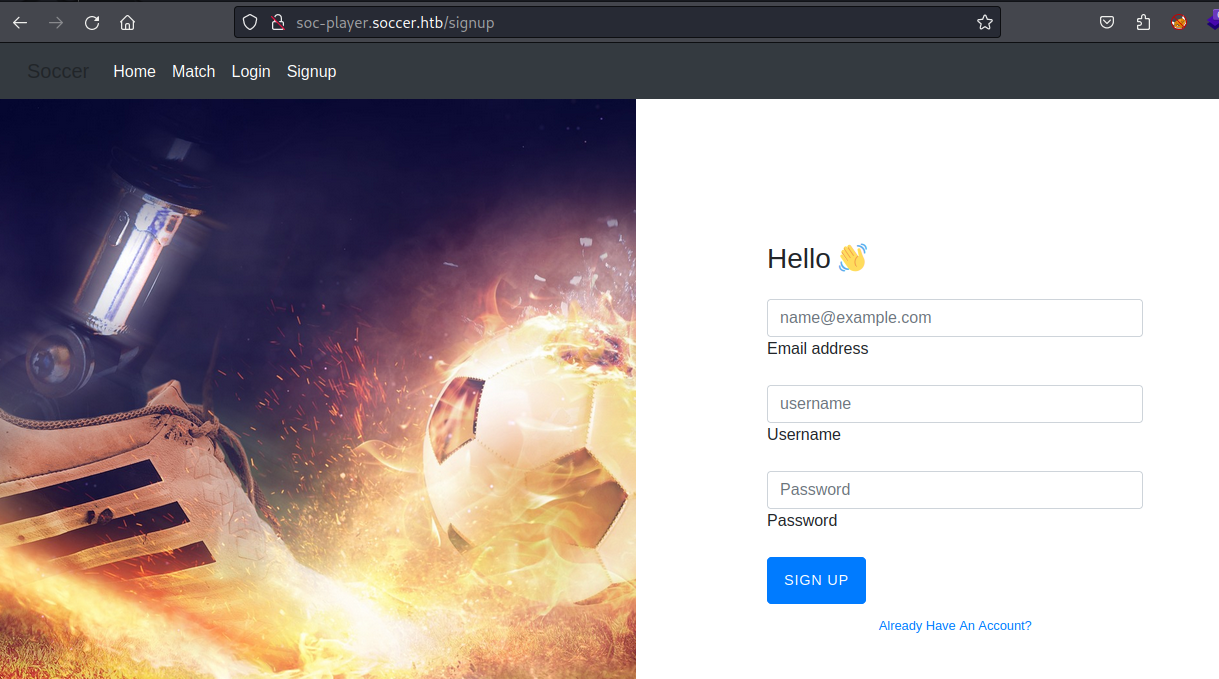 soc-player.soccer.htb/signup
Soccer Home Match Login Signup
Hello 👋
name@example.com
Email address
username
Username
Password
Password
SIGN UP
Already Have An Account?